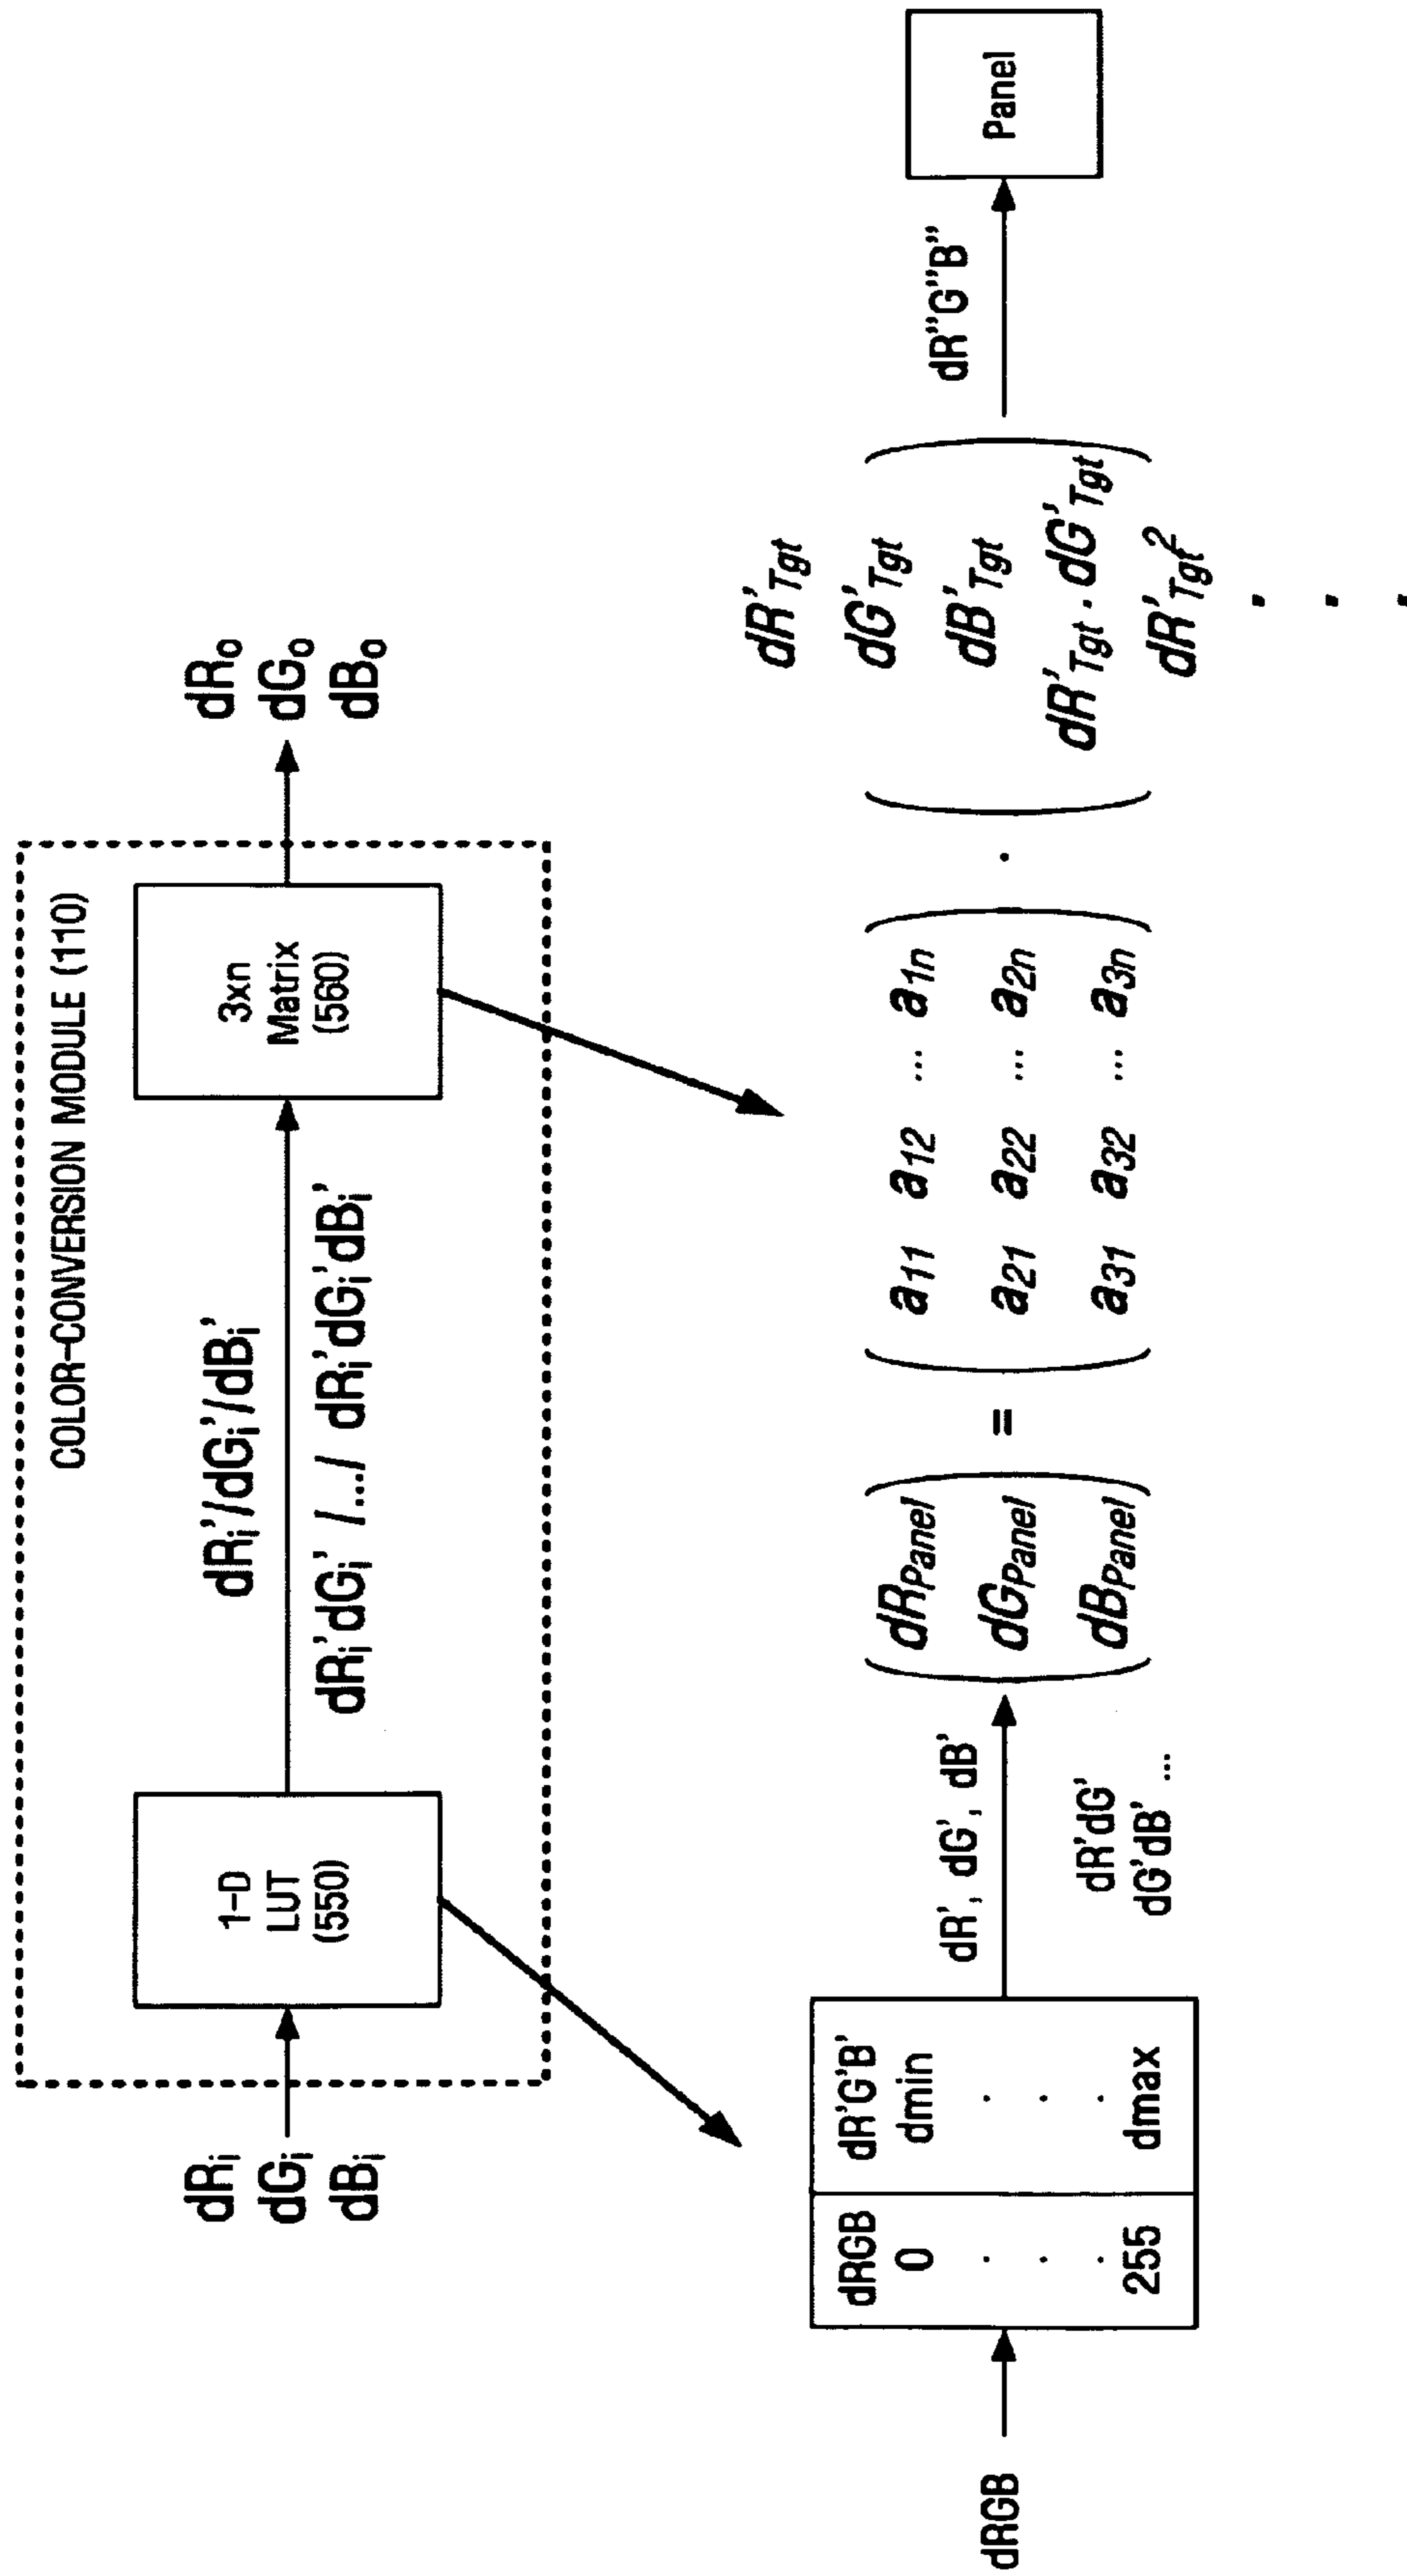 COLOR-CONVERSION MODULE (110)
dRi
dGi
dBi
1-D
LUT
(550)
dRi'/dGi'/dBi'
dRi'dGi' /.../ dRi'dGi'dBi'
3xn
Matrix
(560)
dRo
dGo
dBo
dRGB
dRGB dR'G'B'
0 dmin
. .
. .
. .
255 dmax
dR', dG', dB'
dR'dG'
dG'dB' ...
dRPanel
dGPanel
dBPanel
=
a11 a12 ... a1n
a21 a22 ... a2n
a31 a32 ... a3n
.
dR'Tgt
dG'Tgt
dB'Tgt
dR'Tgt . dG'Tgt
dR'Tgt2
.
.
.
dR''G''B''
Panel